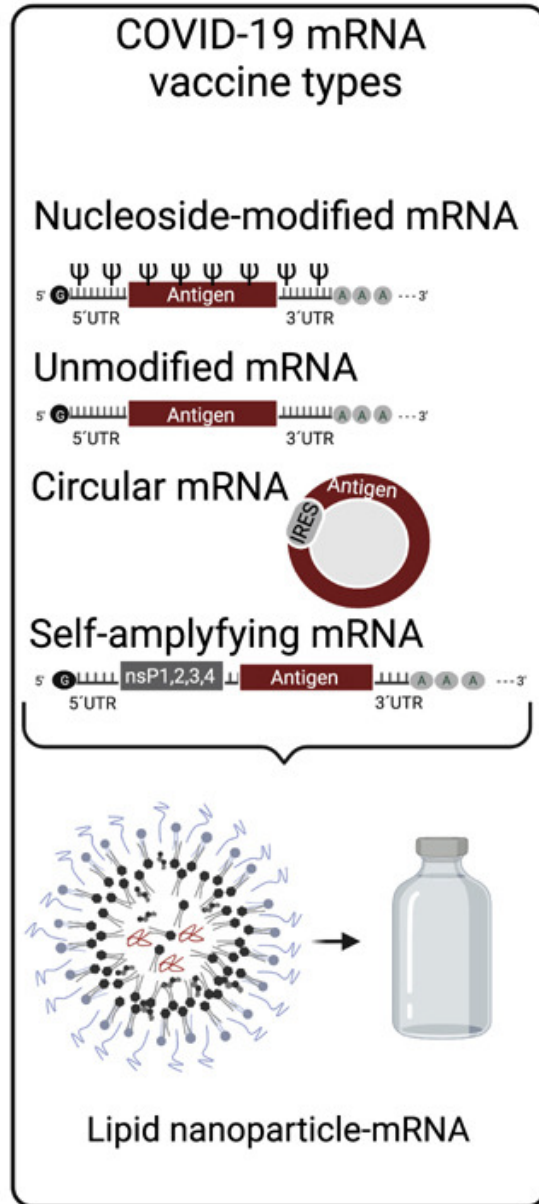 COVID-19 mRNA
vaccine types
Nucleoside-modified mRNA
ψ ψ ψ ψ ψ ψ ψ ψ
5' G Antigen A A A ---3'
5´UTR 3´UTR
Unmodified mRNA
5' G Antigen A A A ---3'
5´UTR 3´UTR
Circular mRNA
Antigen
IRES
Self-amplyfying mRNA
5' G nsP1,2,3,4 Antigen A A A ---3'
5´UTR 3´UTR
Lipid nanoparticle-mRNA